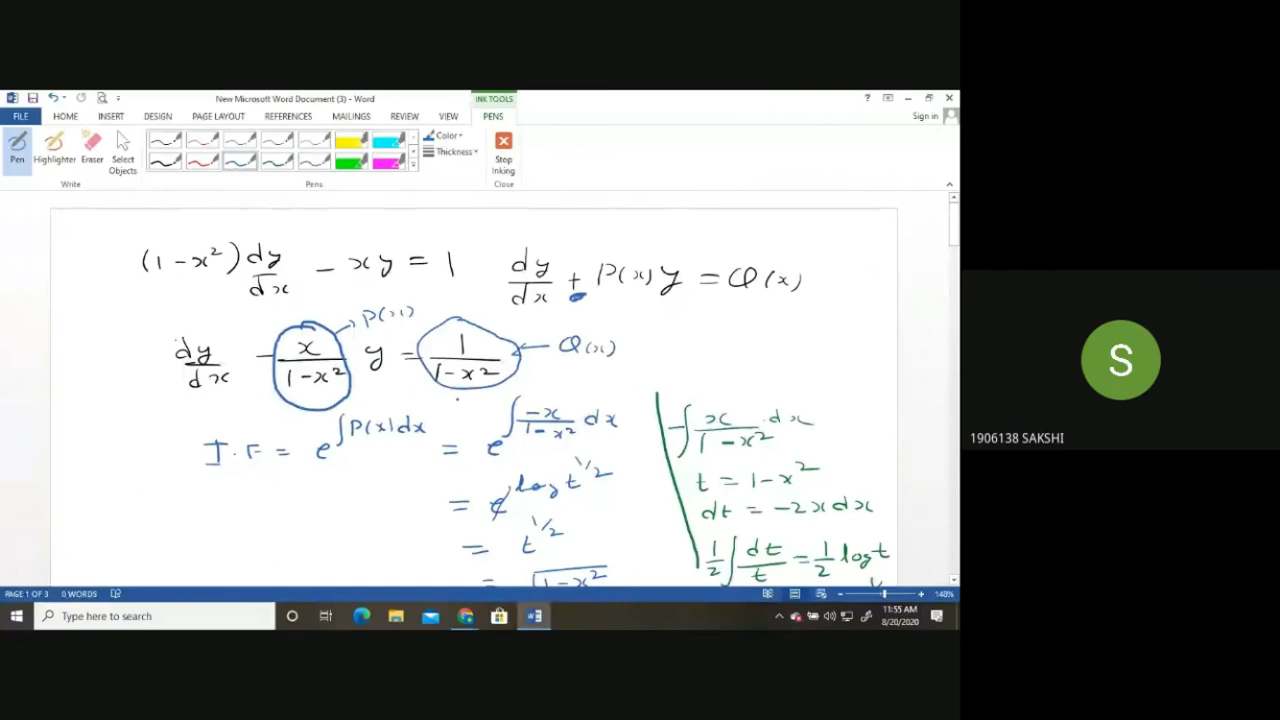 New Microsoft Word Document (3) - Word
INK TOOLS
Sign in
FILE HOME INSERT DESIGN PAGE LAYOUT REFERENCES MAILINGS REVIEW VIEW PENS
Pen Highlighter Eraser Select Objects
Color
Thickness
Stop Inking
Write Pens Close
(1-x²) dy/dx - xy = 1 dy/dx + P(x) y = Q(x)
→ P(x)
dy/dx - x/(1-x²) y = 1/(1-x²) ← Q(x)
I.F = e^∫P(x)dx = e^∫ -x/(1-x²) dx
= e^log t^1/2
= t^1/2
= √(1-x²)
-∫ x/(1-x²) dx
t = 1-x²
dt = -2x dx
1/2 ∫ dt/t = 1/2 log t
S
1906138 SAKSHI
PAGE 1 OF 3 0 WORDS 148%
Type here to search
11:55 AM
8/20/2020